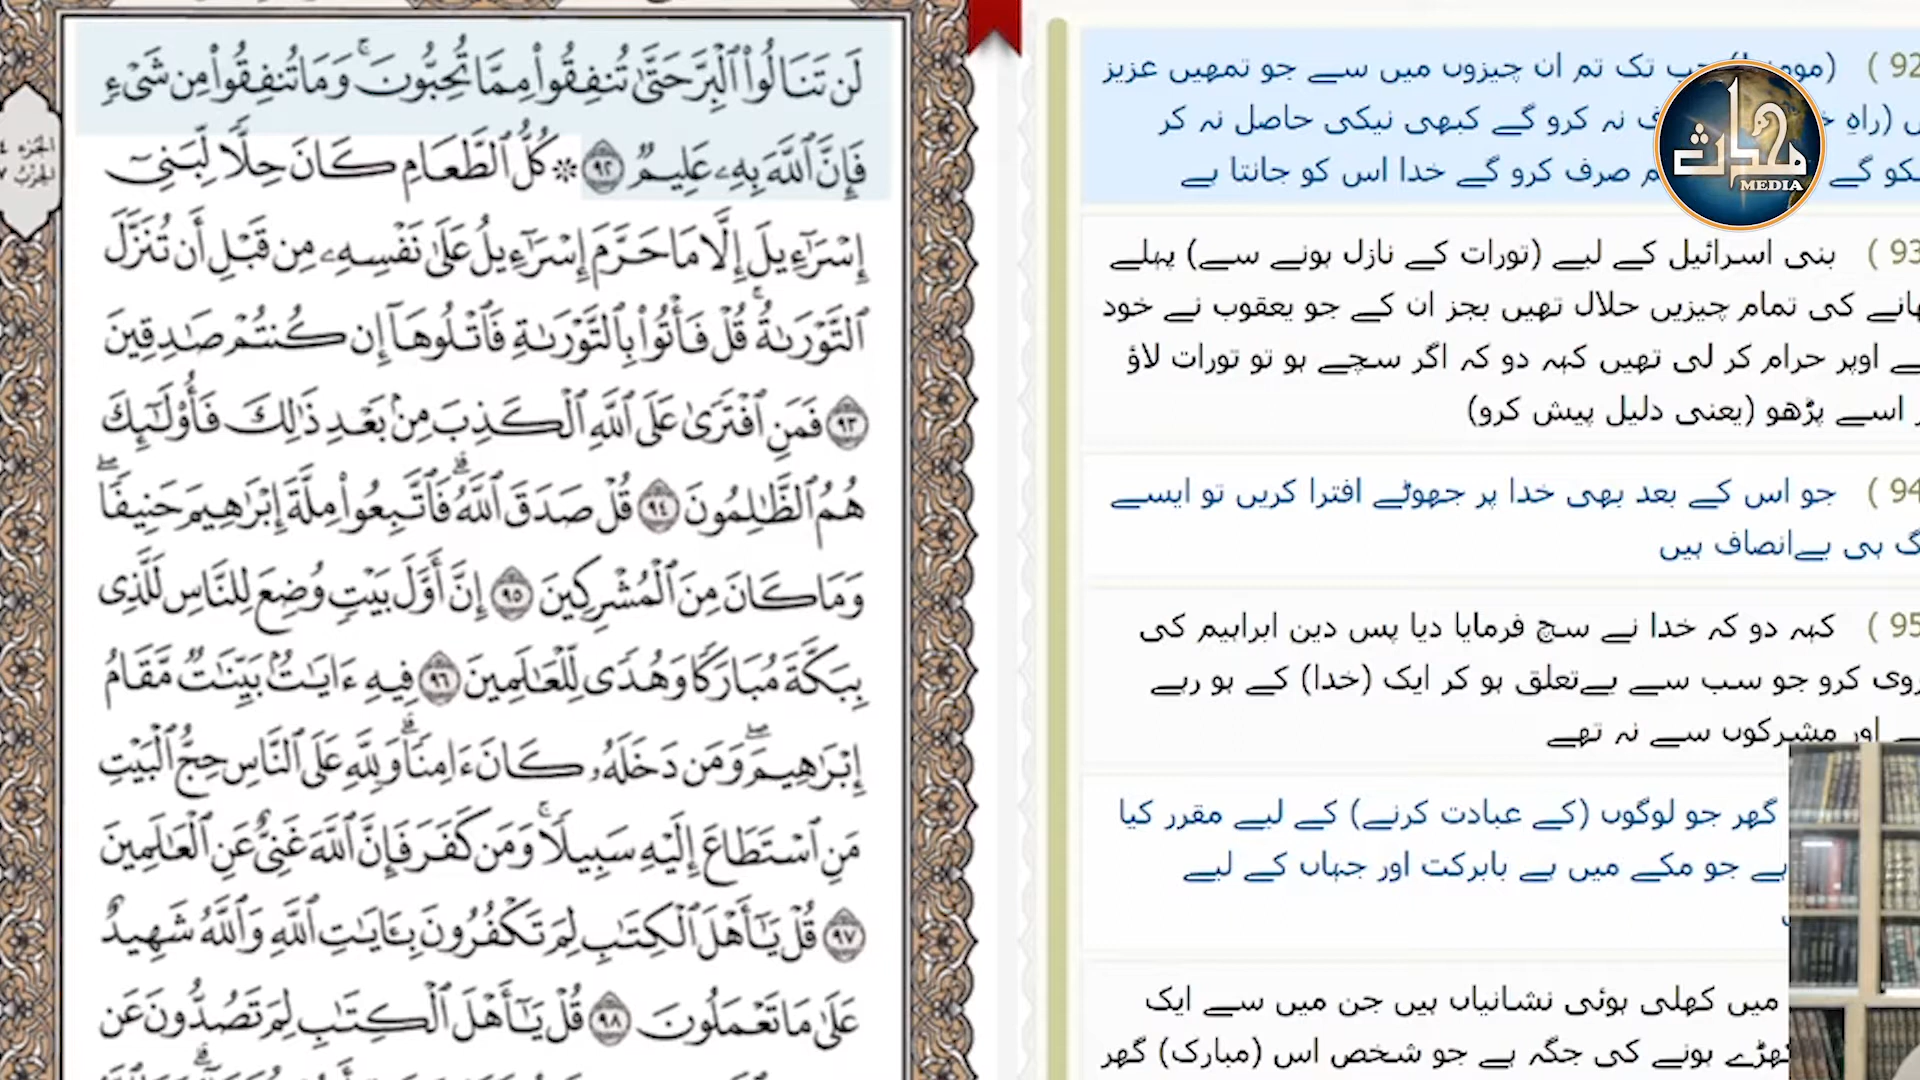 لَن تَنَالُوا۟ ٱلْبِرَّ حَتَّىٰ تُنفِقُوا۟ مِمَّا تُحِبُّونَ ۚ وَمَا تُنفِقُوا۟ مِن شَىْءٍ
فَإِنَّ ٱللَّهَ بِهِۦ عَلِيمٌ ٩٢ ۞ كُلُّ ٱلطَّعَامِ كَانَ حِلًّا لِّبَنِىٓ
إِسْرَٰٓءِيلَ إِلَّا مَا حَرَّمَ إِسْرَٰٓءِيلُ عَلَىٰ نَفْسِهِۦ مِن قَبْلِ أَن تُنَزَّلَ
ٱلتَّوْرَىٰةُ ۗ قُلْ فَأْتُوا۟ بِٱلتَّوْرَىٰةِ فَٱتْلُوهَآ إِن كُنتُمْ صَٰدِقِينَ
٩٣ فَمَنِ ٱفْتَرَىٰ عَلَى ٱللَّهِ ٱلْكَذِبَ مِنۢ بَعْدِ ذَٰلِكَ فَأُو۟لَٰٓئِكَ
هُمُ ٱلظَّٰلِمُونَ ٩٤ قُلْ صَدَقَ ٱللَّهُ ۗ فَٱتَّبِعُوا۟ مِلَّةَ إِبْرَٰهِيمَ حَنِيفًا ۖ
وَمَا كَانَ مِنَ ٱلْمُشْرِكِينَ ٩٥ إِنَّ أَوَّلَ بَيْتٍ وُضِعَ لِلنَّاسِ لَلَّذِى
بِبَكَّةَ مُبَارَكًا وَهُدًى لِّلْعَٰلَمِينَ ٩٦ فِيهِ ءَايَٰتٌۢ بَيِّنَٰتٌ مَّقَامُ
إِبْرَٰهِيمَ ۖ وَمَن دَخَلَهُۥ كَانَ ءَامِنًا ۗ وَلِلَّهِ عَلَى ٱلنَّاسِ حِجُّ ٱلْبَيْتِ
مَنِ ٱسْتَطَاعَ إِلَيْهِ سَبِيلًا ۚ وَمَن كَفَرَ فَإِنَّ ٱللَّهَ غَنِىٌّ عَنِ ٱلْعَٰلَمِينَ
٩٧ قُلْ يَٰٓأَهْلَ ٱلْكِتَٰبِ لِمَ تَكْفُرُونَ بِـَٔايَٰتِ ٱللَّهِ وَٱللَّهُ شَهِيدٌ
عَلَىٰ مَا تَعْمَلُونَ ٩٨ قُلْ يَٰٓأَهْلَ ٱلْكِتَٰبِ لِمَ تَصُدُّونَ عَن
92 ) تک تم ان چیزوں میں سے جو تمھیں عزیز
(راہِ نہ کرو گے کبھی نیکی حاصل نہ کر
سکو گے صرف کرو گے خدا اس کو جانتا ہے
93 ) بنی اسرائیل کے لیے (تورات کے نازل ہونے سے) پہلے
کی تمام چیزیں حلال تھیں بجز ان کے جو یعقوب نے خود
اوپر حرام کر لی تھیں کہہ دو کہ اگر سچے ہو تو تورات لاؤ
اسے پڑھو (یعنی دلیل پیش کرو)
94 ) جو اس کے بعد بھی خدا پر جھوٹے افترا کریں تو ایسے
ہی بےانصاف ہیں
95 ) کہہ دو کہ خدا نے سچ فرمایا دیا پس دین ابراہیم کی
کرو جو سب سے بےتعلق ہو کر ایک (خدا) کے ہو رہے
اور مشرکوں سے نہ تھے
گھر جو لوگوں (کے عبادت کرنے) کے لیے مقرر کیا
ہے جو مکے میں ہے بابرکت اور جہاں کے لیے
میں کھلی ہوئی نشانیاں ہیں جن میں سے ایک
کھڑے ہونے کی جگہ ہے جو شخص اس (مبارک) گھر
محدث
MEDIA